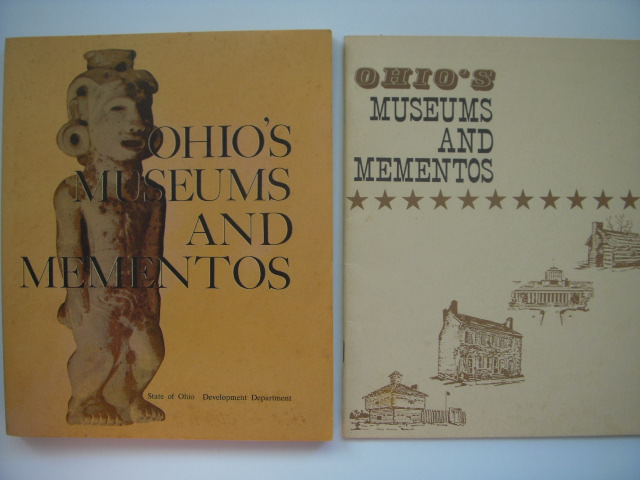 OHIO'S
MUSEUMS
AND
MEMENTOS
State of Ohio Development Department
OHIO'S
MUSEUMS
AND
MEMENTOS